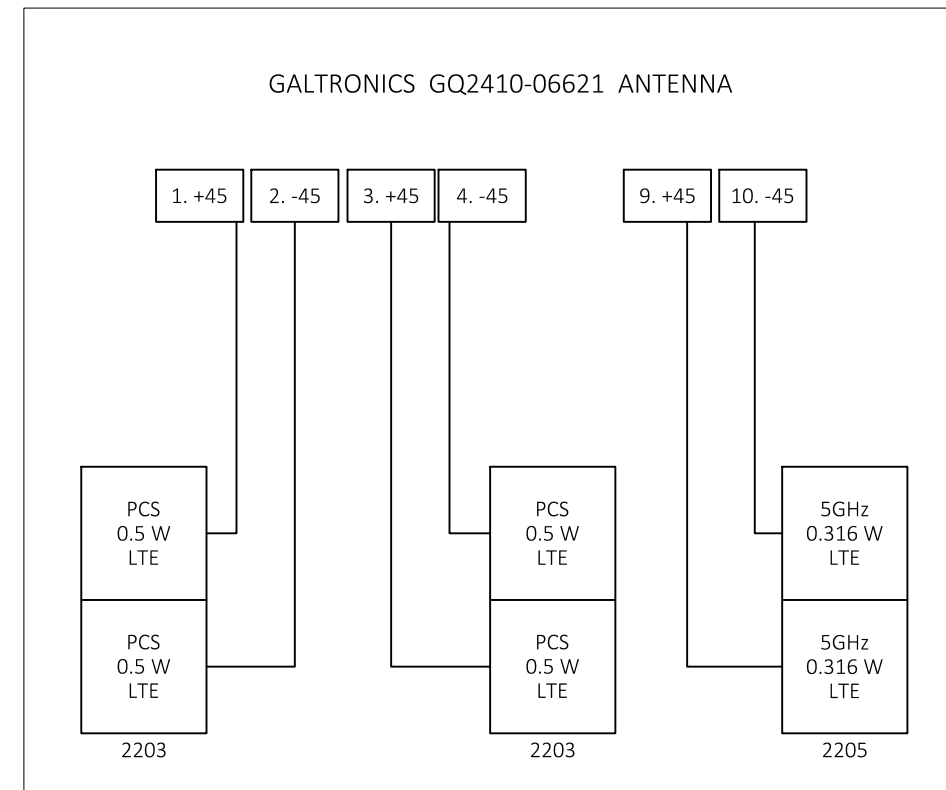 GALTRONICS GQ2410-06621 ANTENNA
1. +45
2. -45
3. +45
4. -45
9. +45
10. -45
PCS
0.5 W
LTE
PCS
0.5 W
LTE
2203
PCS
0.5 W
LTE
PCS
0.5 W
LTE
2203
5GHz
0.316 W
LTE
5GHz
0.316 W
LTE
2205